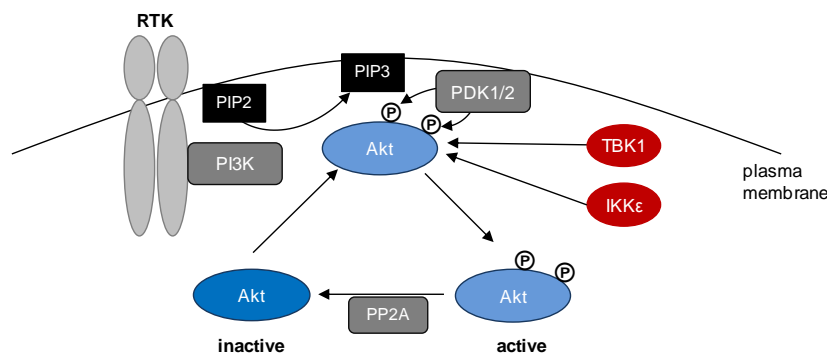 RTK
PIP3
PIP2
PDK1/2
P
P
Akt
TBK1
PI3K
plasma
membrane
IKKε
P
P
Akt
Akt
PP2A
inactive
active